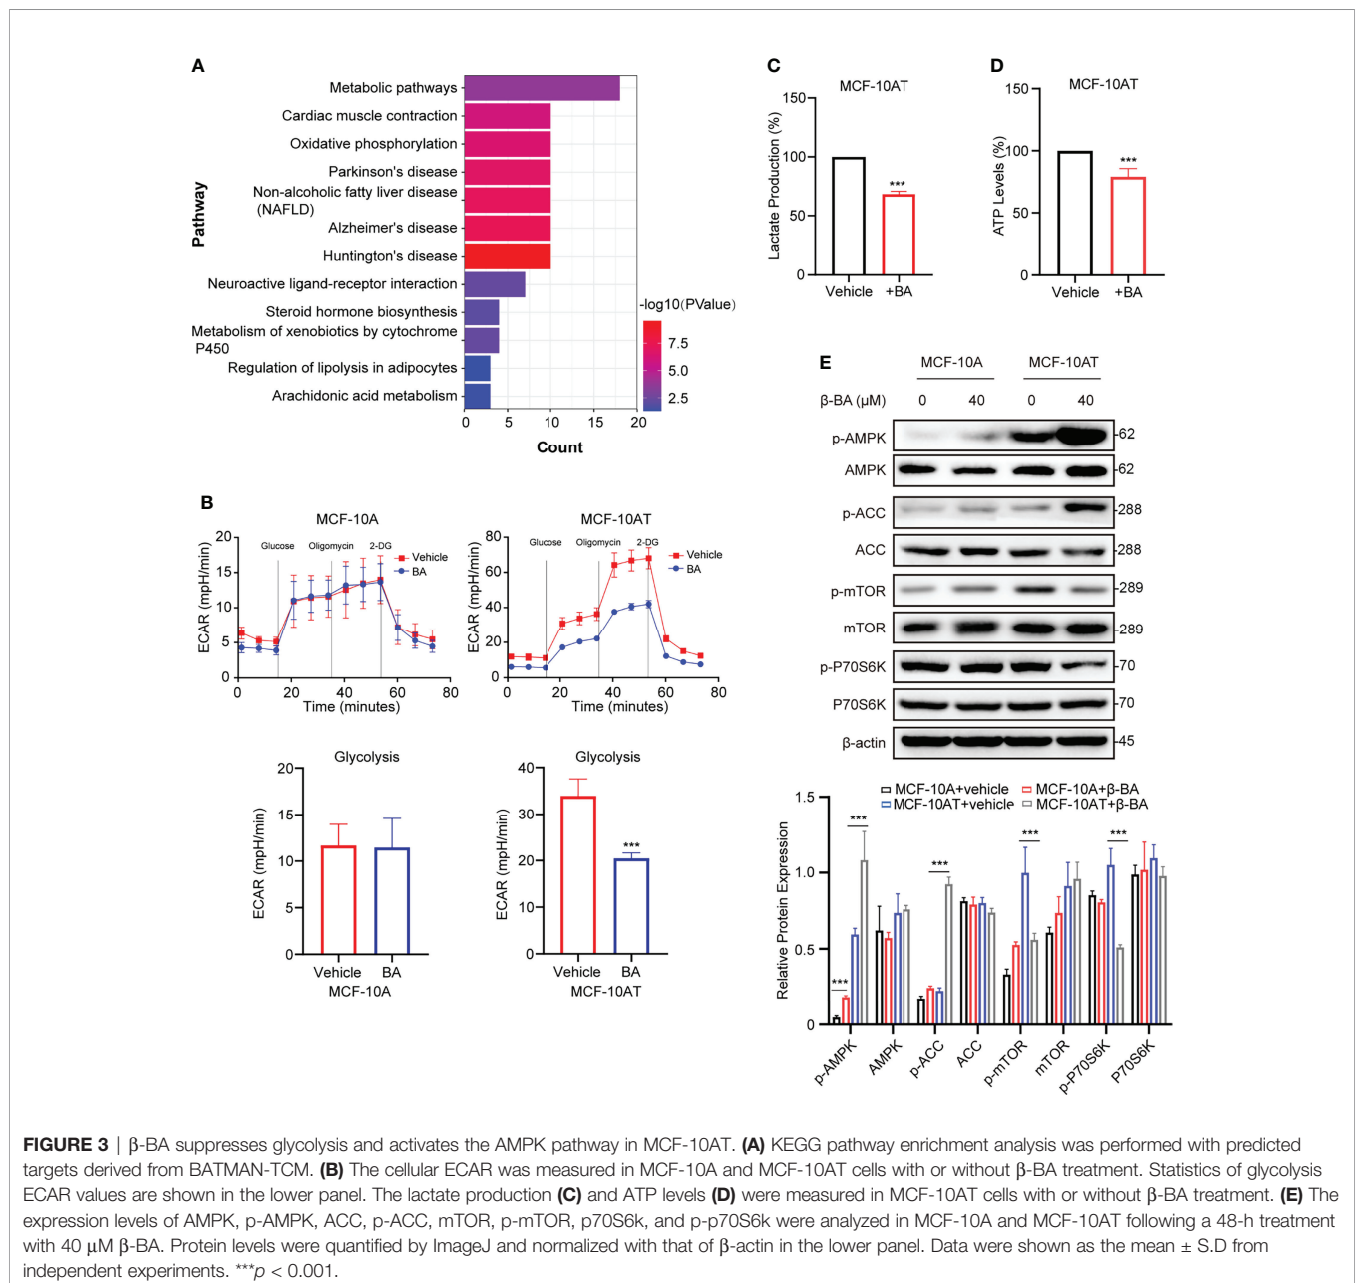 A
Pathway
Metabolic pathways
Cardiac muscle contraction
Oxidative phosphorylation
Parkinson's disease
Non-alcoholic fatty liver disease
(NAFLD)
Alzheimer's disease
Huntington's disease
Neuroactive ligand-receptor interaction
Steroid hormone biosynthesis
Metabolism of xenobiotics by cytochrome
P450
Regulation of lipolysis in adipocytes
Arachidonic acid metabolism
0 5 10 15 20
Count
-log10(PValue)
7.5
5.0
2.5
B
MCF-10A
ECAR (mpH/min)
20
15
10
5
0
Glucose Oligomycin 2-DG
Vehicle
BA
0 20 40 60 80
Time (minutes)
MCF-10AT
ECAR (mpH/min)
80
60
40
20
0
Glucose Oligomycin 2-DG
Vehicle
BA
0 20 40 60 80
Time (minutes)
Glycolysis
ECAR (mpH/min)
20
15
10
5
0
Vehicle BA
MCF-10A
Glycolysis
ECAR (mpH/min)
40
30
20
10
0
***
Vehicle BA
MCF-10AT
C
MCF-10AT
Lactate Production (%)
150
100
50
0
***
Vehicle +BA
D
MCF-10AT
ATP Levels (%)
150
100
50
0
***
Vehicle +BA
E
MCF-10A MCF-10AT
β-BA (μM) 0 40 0 40
p-AMPK -62
AMPK -62
p-ACC -288
ACC -288
p-mTOR -289
mTOR -289
p-P70S6K -70
P70S6K -70
β-actin -45
MCF-10A+vehicle MCF-10A+β-BA
MCF-10AT+vehicle MCF-10AT+β-BA
Relative Protein Expression
1.5
1.0
0.5
0
*** *** *** *** ***
p-AMPK AMPK p-ACC ACC p-mTOR mTOR p-P70S6K P70S6K
FIGURE 3 | β-BA suppresses glycolysis and activates the AMPK pathway in MCF-10AT. (A) KEGG pathway enrichment analysis was performed with predicted
targets derived from BATMAN-TCM. (B) The cellular ECAR was measured in MCF-10A and MCF-10AT cells with or without β-BA treatment. Statistics of glycolysis
ECAR values are shown in the lower panel. The lactate production (C) and ATP levels (D) were measured in MCF-10AT cells with or without β-BA treatment. (E) The
expression levels of AMPK, p-AMPK, ACC, p-ACC, mTOR, p-mTOR, p70S6k, and p-p70S6k were analyzed in MCF-10A and MCF-10AT following a 48-h treatment
with 40 μM β-BA. Protein levels were quantified by ImageJ and normalized with that of β-actin in the lower panel. Data were shown as the mean ± S.D from
independent experiments. ***p < 0.001.